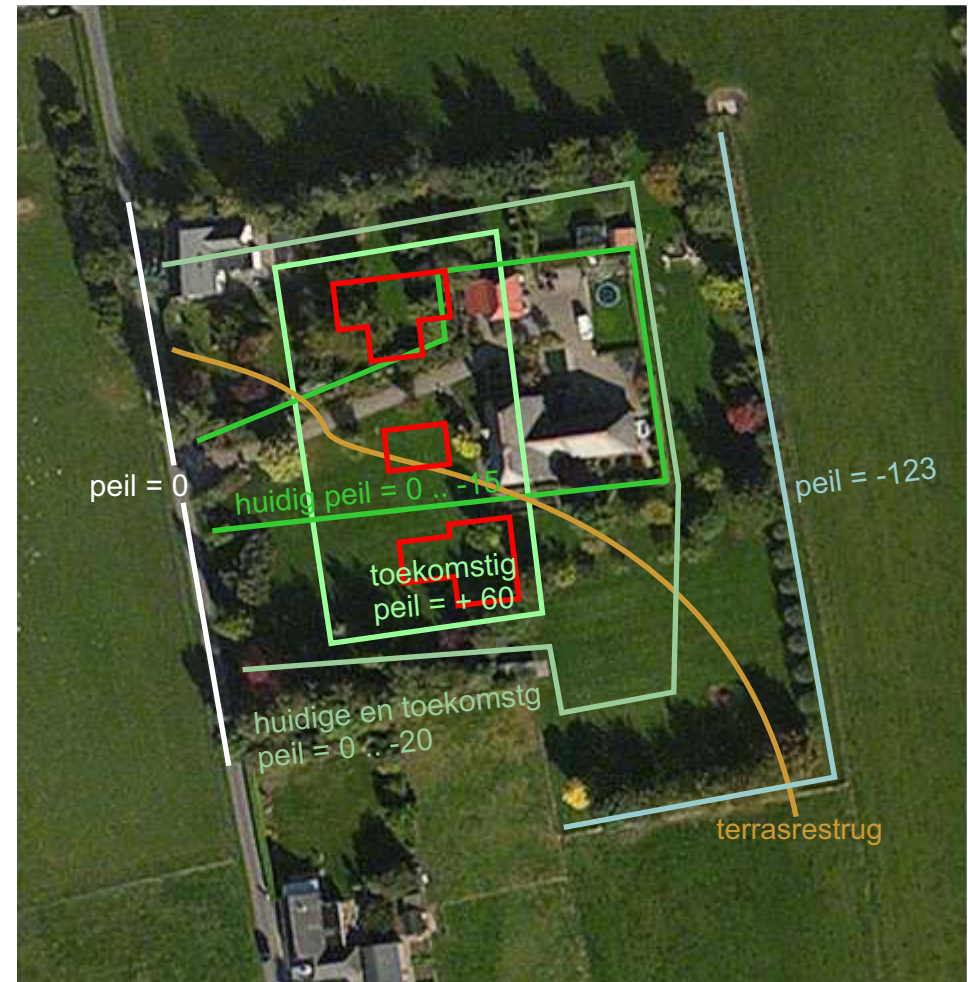 peil = 0
huidig peil = 0 .. -15
peil = -123
toekomstig
peil = + 60
huidige en toekomstg
peil = 0 .. -20
terrasrestrug